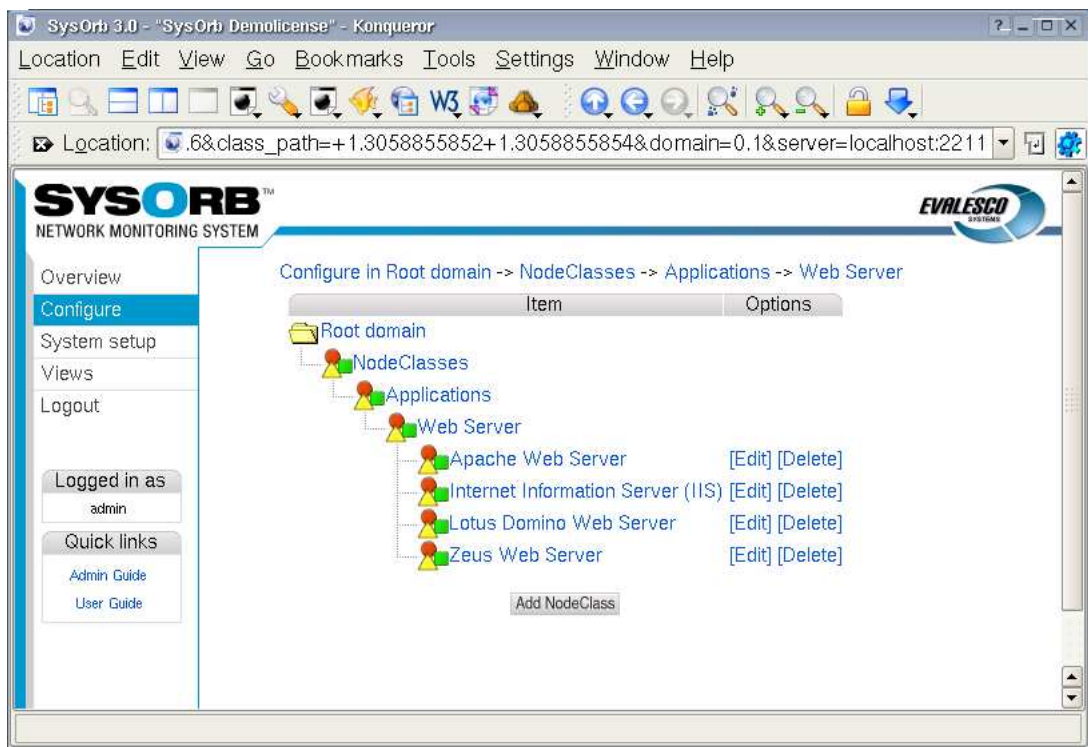 SysOrb 3.0 - "SysOrb Demolicense" - Konqueror
Location Edit View Go Bookmarks Tools Settings Window Help
Location: .6&class_path=+1.3058855852+1.3058855854&domain=0.1&server=localhost:2211
SYSORB™
NETWORK MONITORING SYSTEM
EVALESCO
SYSTEMS
Overview
Configure
System setup
Views
Logout
Logged in as
admin
Quick links
Admin Guide
User Guide
Configure in Root domain -> NodeClasses -> Applications -> Web Server
Item Options
Root domain
NodeClasses
Applications
Web Server
Apache Web Server [Edit] [Delete]
Internet Information Server (IIS) [Edit] [Delete]
Lotus Domino Web Server [Edit] [Delete]
Zeus Web Server [Edit] [Delete]
Add NodeClass